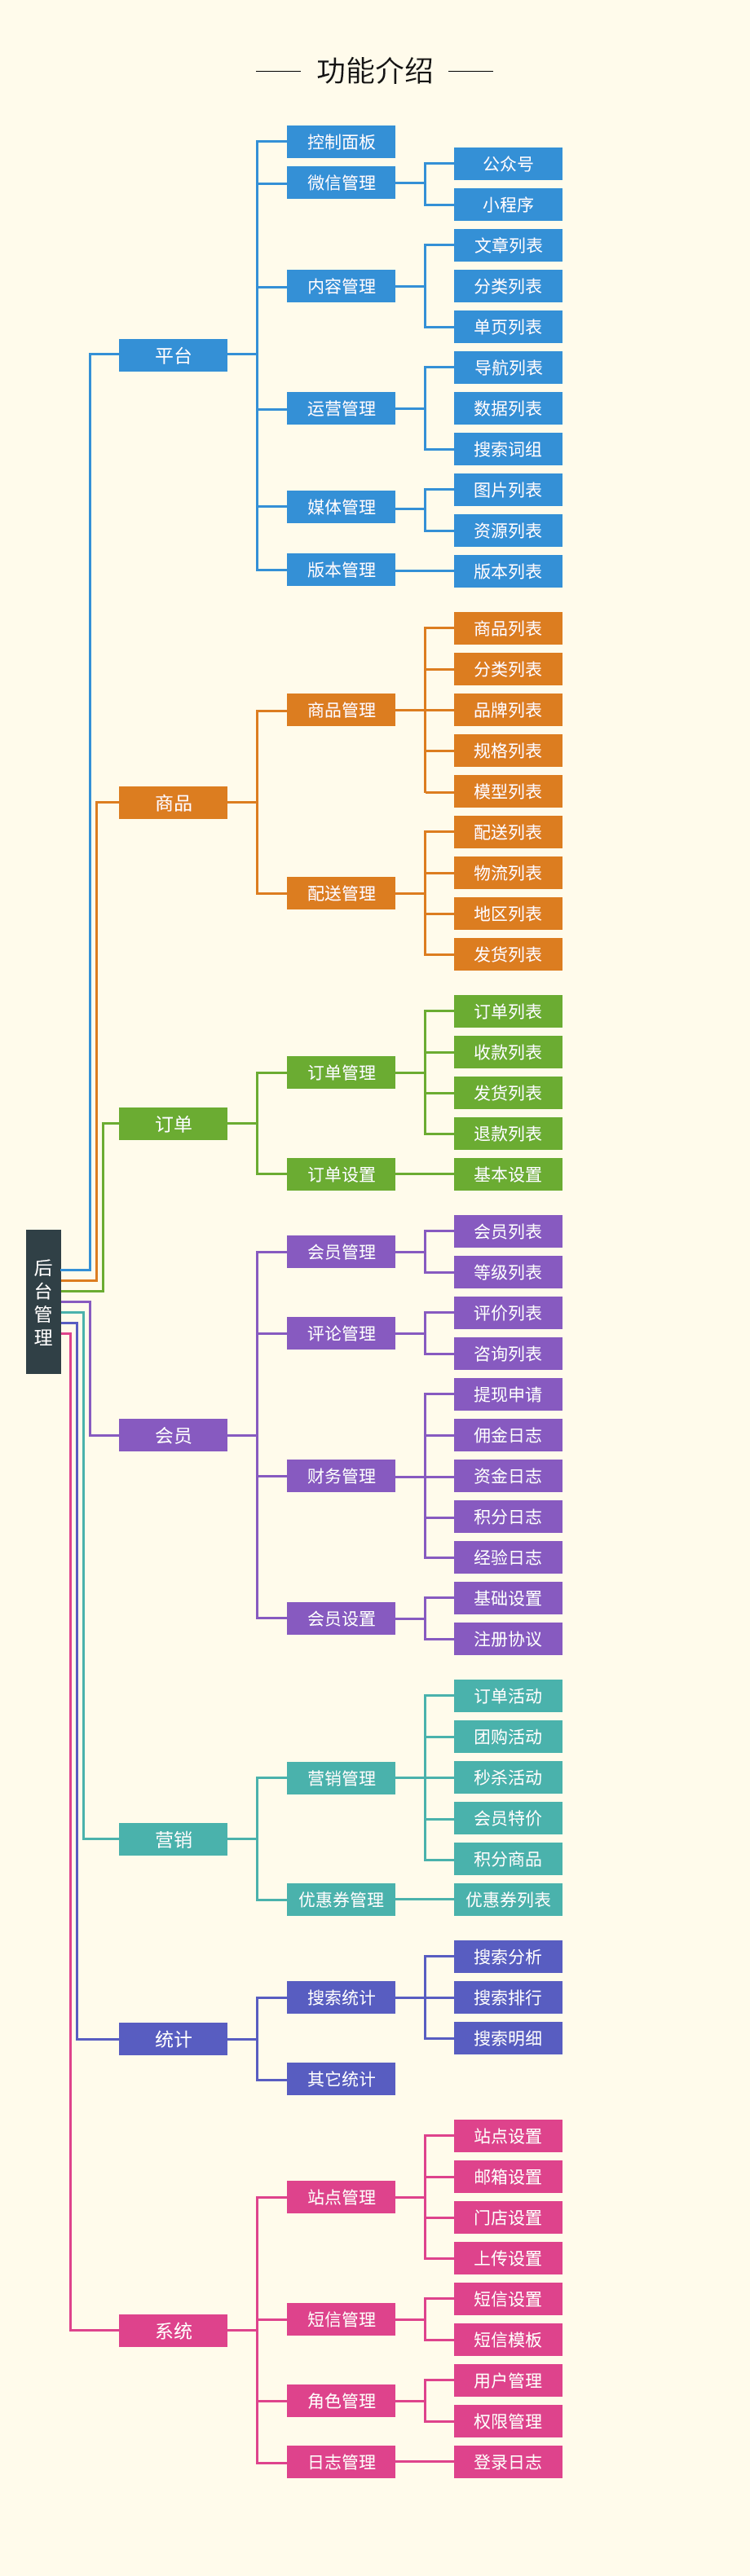 功能介绍
控制面板
微信管理
公众号
小程序
内容管理
文章列表
分类列表
单页列表
平台
运营管理
导航列表
数据列表
搜索词组
媒体管理
图片列表
资源列表
版本管理
版本列表
商品
商品管理
商品列表
分类列表
品牌列表
规格列表
模型列表
配送管理
配送列表
物流列表
地区列表
发货列表
订单
订单管理
订单列表
收款列表
发货列表
退款列表
订单设置
基本设置
后台管理
会员
会员管理
会员列表
等级列表
评论管理
评价列表
咨询列表
财务管理
提现申请
佣金日志
资金日志
积分日志
经验日志
会员设置
基础设置
注册协议
营销
营销管理
订单活动
团购活动
秒杀活动
会员特价
积分商品
优惠券管理
优惠券列表
统计
搜索统计
搜索分析
搜索排行
搜索明细
其它统计
系统
站点管理
站点设置
邮箱设置
门店设置
上传设置
短信管理
短信设置
短信模板
角色管理
用户管理
权限管理
日志管理
登录日志